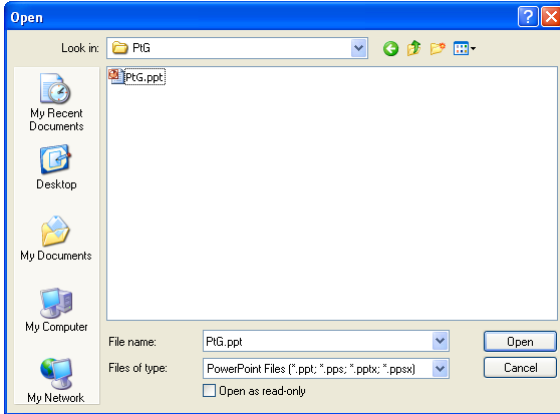 Open
Look in:
PtG
PtG.ppt
My Recent
Documents
Desktop
My Documents
My Computer
My Network
File name:
PtG.ppt
Open
Files of type:
PowerPoint Files (*.ppt; *.pps; *.pptx; *.ppsx)
Cancel
Open as read-only